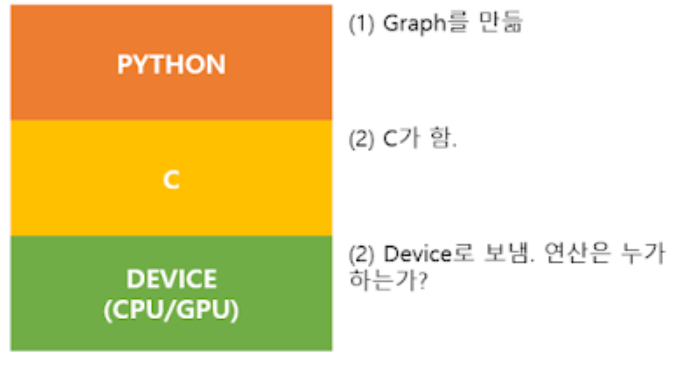 PYTHON
(1) Graph를 만듦
C
(2) C가 함.
DEVICE
(CPU/GPU)
(2) Device로 보냄. 연산은 누가
하는가?